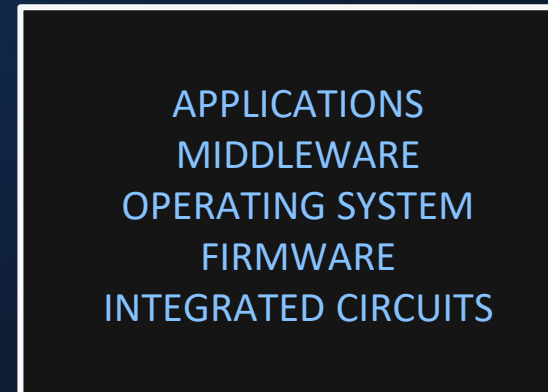 APPLICATIONS
MIDDLEWARE
OPERATING SYSTEM
FIRMWARE
INTEGRATED CIRCUITS